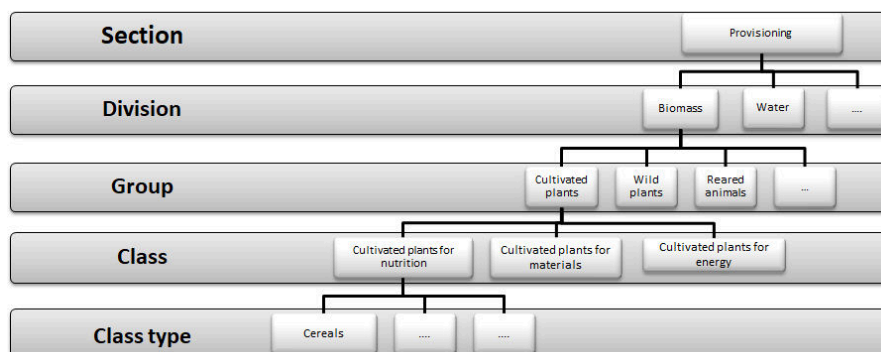 Section
Provisioning
Division
Biomass
Water
....
Group
Cultivated
plants
Wild
plants
Reared
animals
...
Class
Cultivated plants for
nutrition
Cultivated plants for
materials
Cultivated plants for
energy
Class type
Cereals
....
....